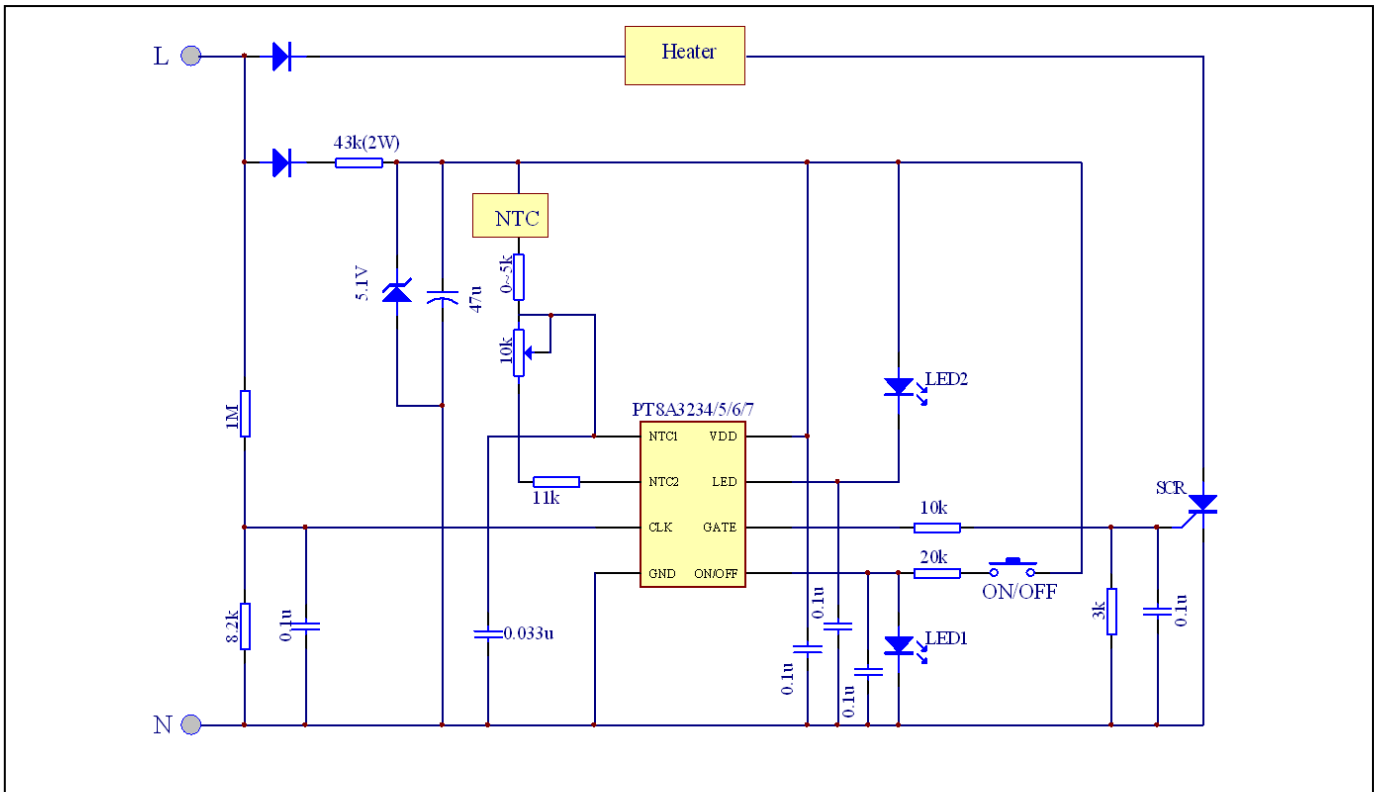 L
Heater
43k(2W)
NTC
5.1V
47u
0~5k
10k
LED2
1M
PT8A3234/5/6/7
NTC1
VDD
NTC2
LED
11k
SCR
CLK
GATE
10k
GND
ON/OFF
20k
ON/OFF
8.2k
0.1u
0.033u
0.1u
0.1u
0.1u
LED1
3k
0.1u
N